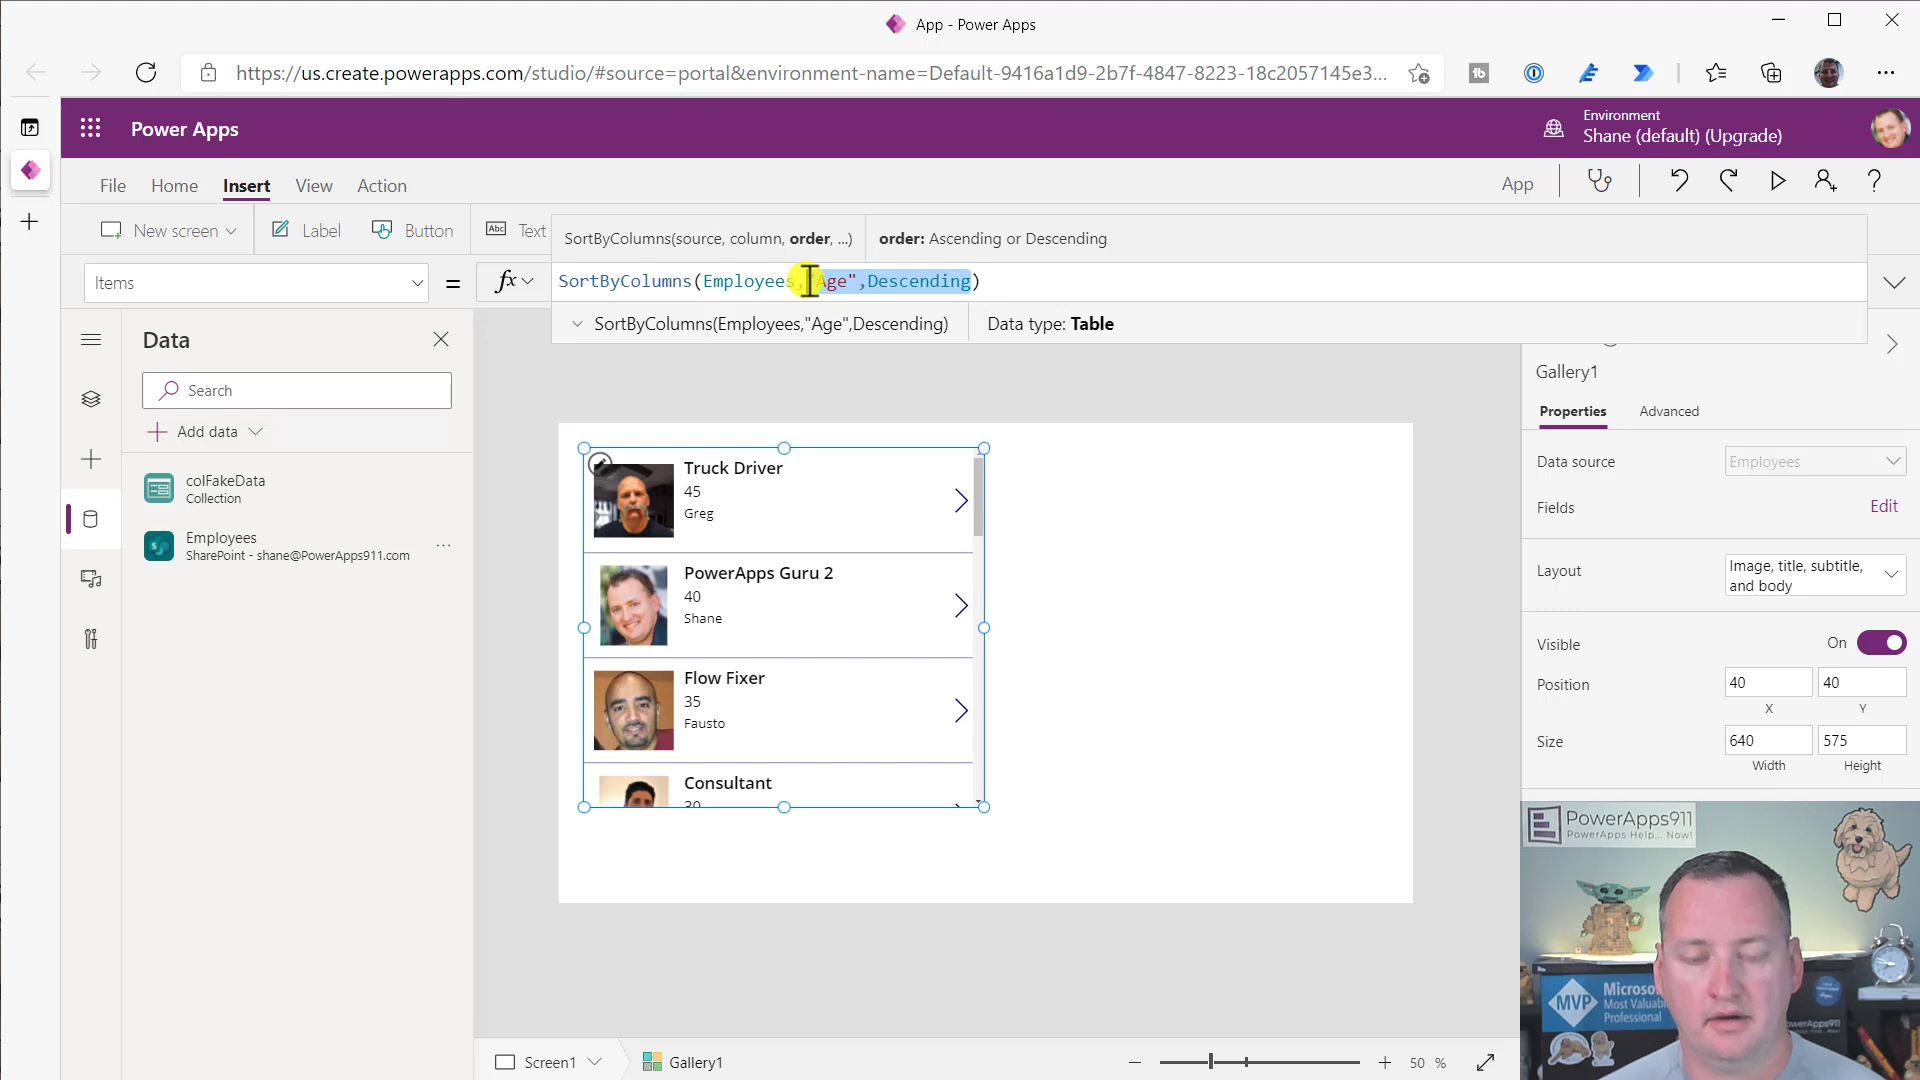 App - Power Apps
https://us.create.powerapps.com/studio/#source=portal&environment-name=Default-9416a1d9-2b7f-4847-8223-18c2057145e3...
Power Apps
Environment
Shane (default) (Upgrade)
File Home Insert View Action
App
New screen Label Button Abc Text
SortByColumns(source, column, order, ...) order: Ascending or Descending
Items = fx SortByColumns(Employees,"Age",Descending)
SortByColumns(Employees,"Age",Descending) Data type: Table
Data
Search
Add data
colFakeData
Collection
Employees
SharePoint - shane@PowerApps911.com
Truck Driver
45
Greg
PowerApps Guru 2
40
Shane
Flow Fixer
35
Fausto
Consultant
30
Gallery1
Properties Advanced
Data source Employees
Fields Edit
Layout Image, title, subtitle,
and body
Visible On
Position 40 40
X Y
Size 640 575
Width Height
PowerApps911
PowerApps Help... Now!
MVP
Microsoft
Most Valuable
Professional
Screen1 Gallery1
50 %